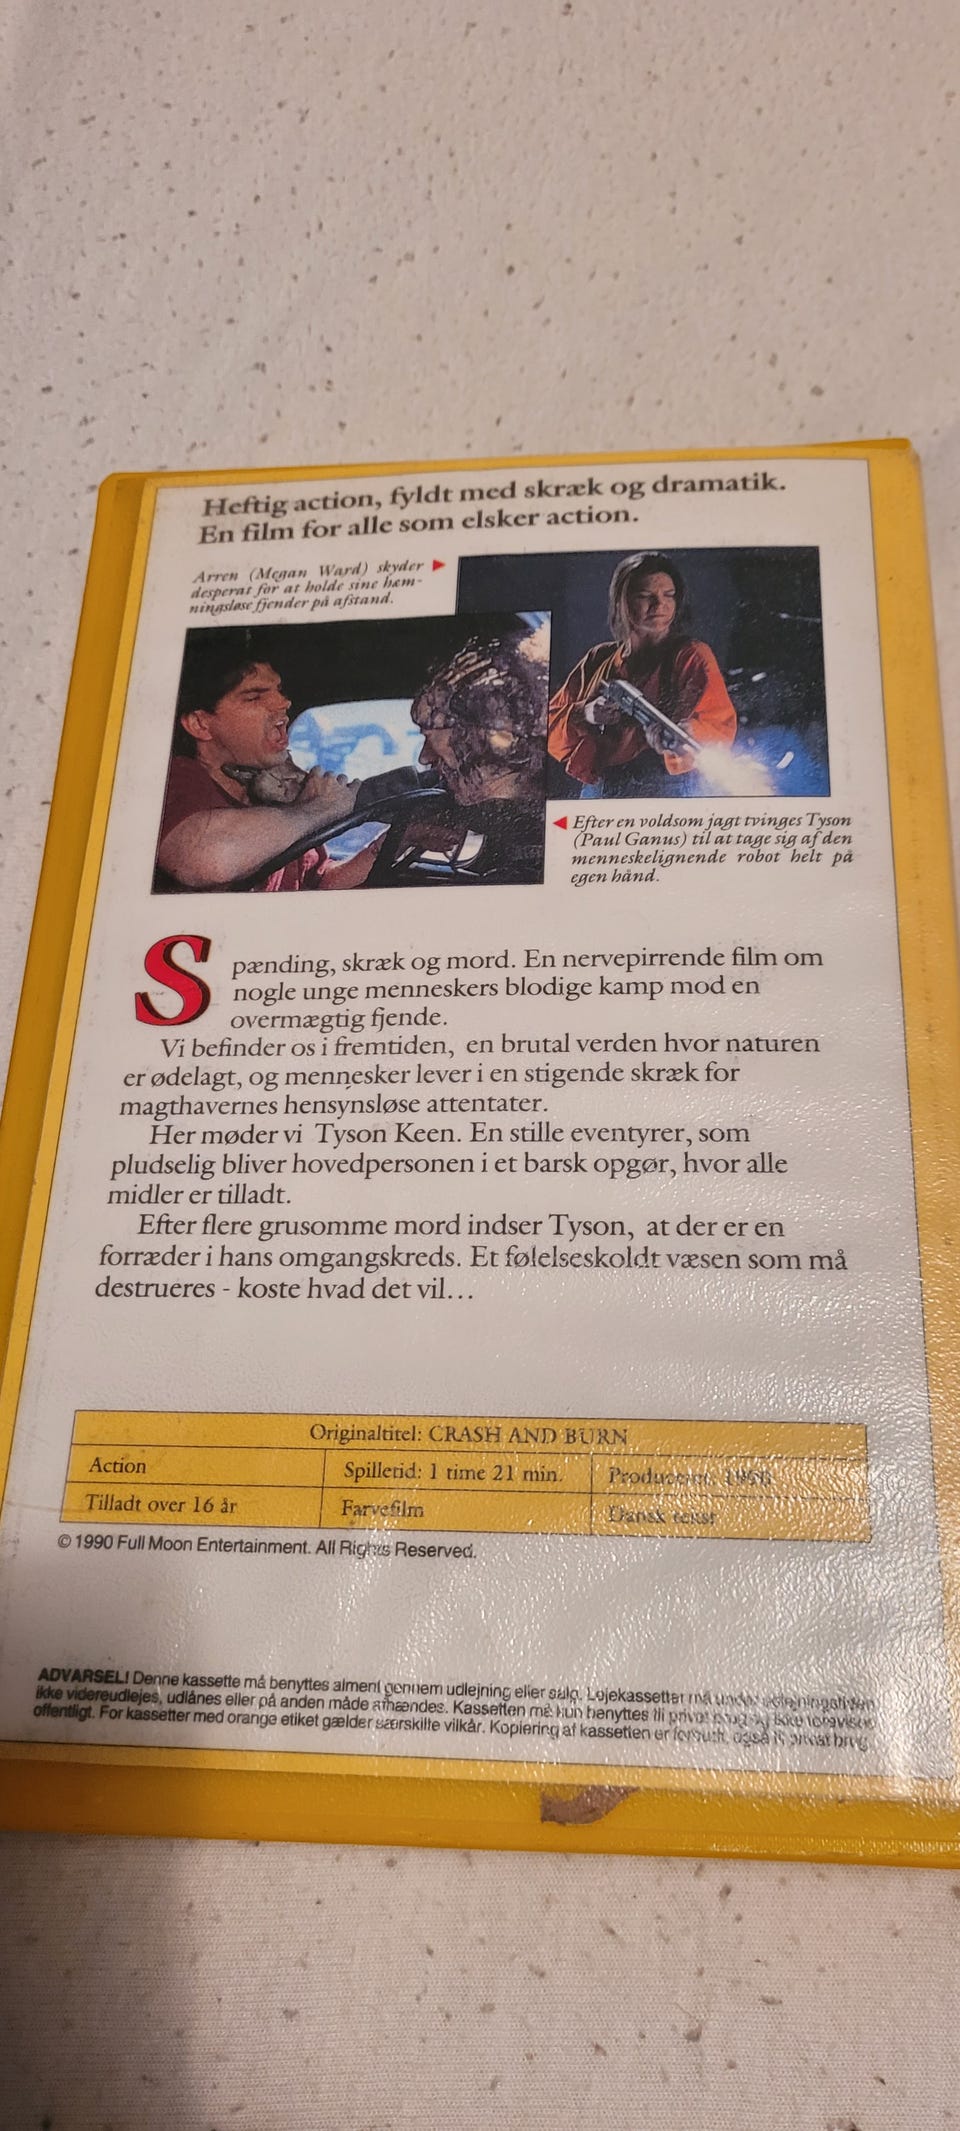 Heftig action, fyldt med skræk og dramatik.
En film for alle som elsker action.
Arren (Megan Ward) skyder
desperat for at holde sine hæm-
ningsløse fjender på afstand.
Efter en voldsom jagt tvinges Tyson
(Paul Ganus) til at tage sig af den
menneskelignende robot helt på
egen hånd.
Spænding, skræk og mord. En nervepirrende film om
nogle unge menneskers blodige kamp mod en
overmægtig fjende.
Vi befinder os i fremtiden, en brutal verden hvor naturen
er ødelagt, og mennesker lever i en stigende skræk for
magthavernes hensynsløse attentater.
Her møder vi Tyson Keen. En stille eventyrer, som
pludselig bliver hovedpersonen i et barsk opgør, hvor alle
midler er tilladt.
Efter flere grusomme mord indser Tyson, at der er en
forræder i hans omgangskreds. Et følelseskoldt væsen som må
destrueres - koste hvad det vil...
Originaltitel: CRASH AND BURN
Action Spilletid: 1 time 21 min. Produceret:
Tilladt over 16 år Farvefilm Dansk tekst
© 1990 Full Moon Entertainment. All Rights Reserved.
ADVARSEL! Denne kassette må benyttes alment gennem udlejning eller salg. Lejekassetter må under
ikke videreudlejes, udlånes eller på anden måde afhændes. Kassetten må kun benyttes til privat brug og ikke forevises
offentligt. For kassetter med orange etiket gælder særskilte vilkår. Kopiering af kassetten er forbudt, også til privat brug.